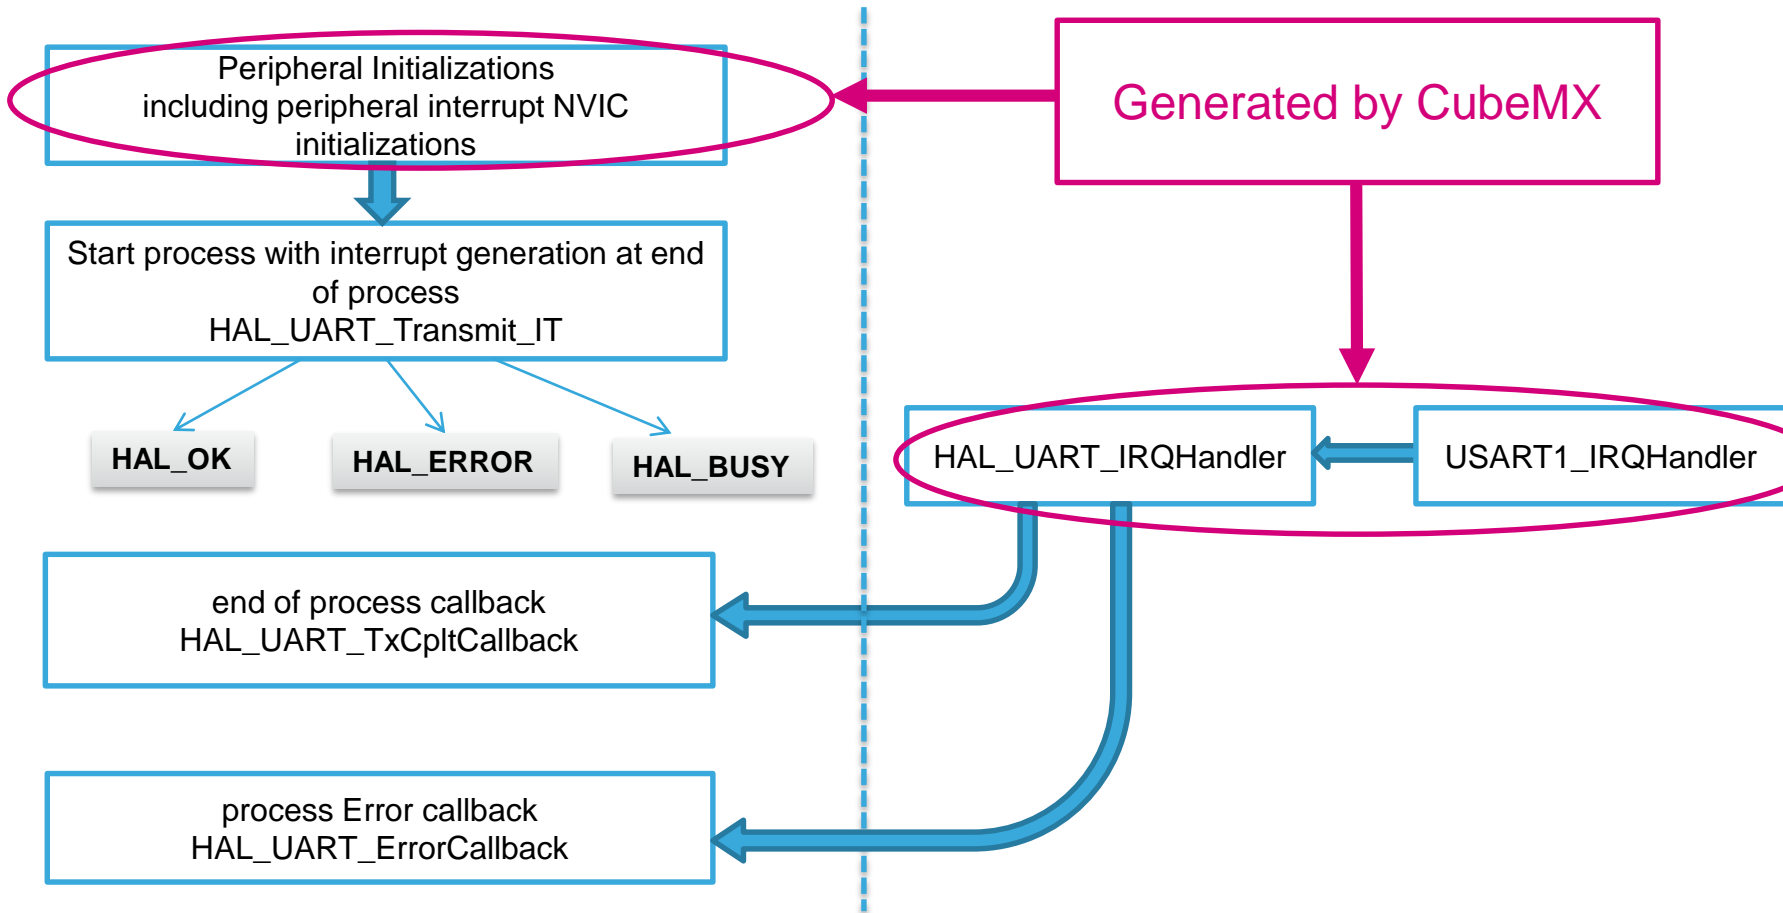 Peripheral Initializations
including peripheral interrupt NVIC
initializations
Generated by CubeMX
Start process with interrupt generation at end
of process
HAL_UART_Transmit_IT
HAL_OK
HAL_ERROR
HAL_BUSY
HAL_UART_IRQHandler
USART1_IRQHandler
end of process callback
HAL_UART_TxCpltCallback
process Error callback
HAL_UART_ErrorCallback